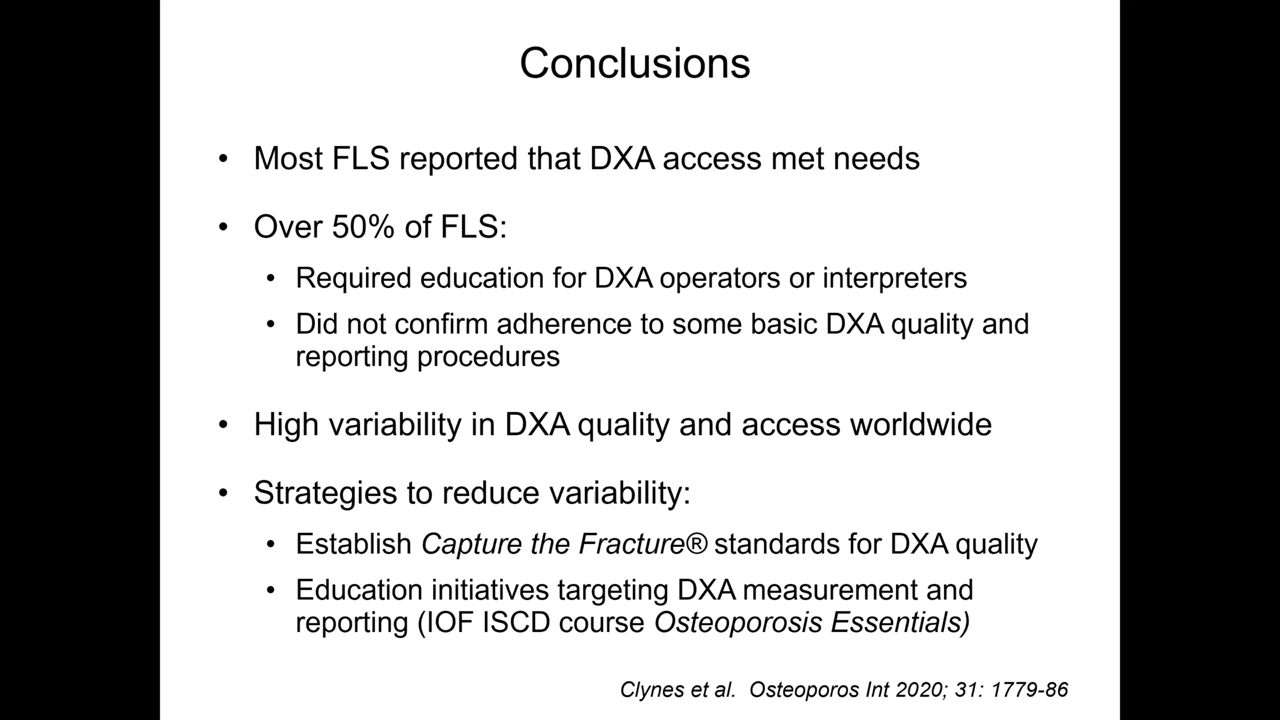 Conclusions
• Most FLS reported that DXA access met needs
• Over 50% of FLS:
• Required education for DXA operators or interpreters
• Did not confirm adherence to some basic DXA quality and
reporting procedures
• High variability in DXA quality and access worldwide
• Strategies to reduce variability:
• Establish Capture the Fracture® standards for DXA quality
• Education initiatives targeting DXA measurement and
reporting (IOF ISCD course Osteoporosis Essentials)
Clynes et al. Osteoporos Int 2020; 31: 1779-86